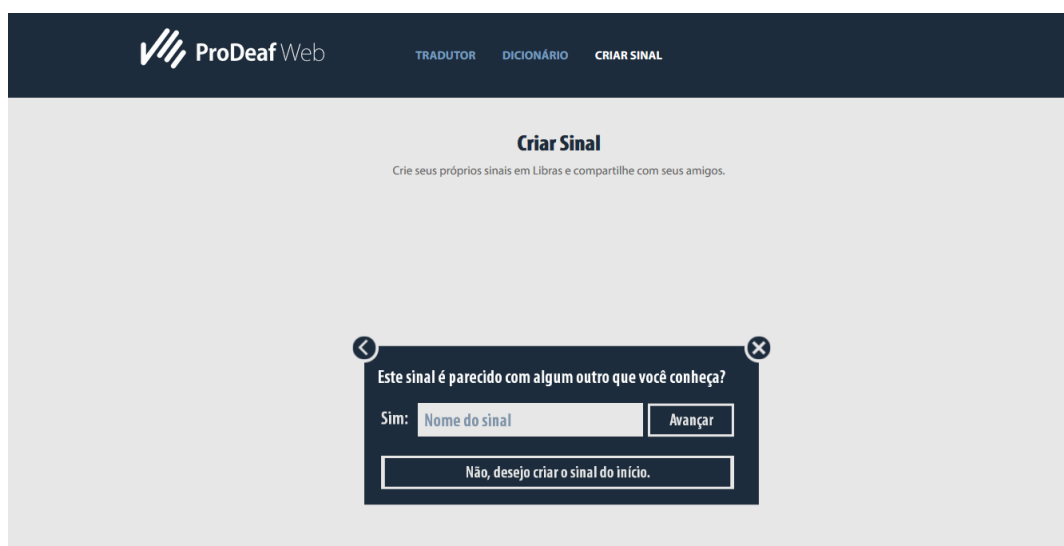 ProDeaf Web
TRADUTOR DICIONÁRIO CRIAR SINAL
Criar Sinal
Crie seus próprios sinais em Libras e compartilhe com seus amigos.
Este sinal é parecido com algum outro que você conheça?
Sim: Nome do sinal Avançar
Não, desejo criar o sinal do início.